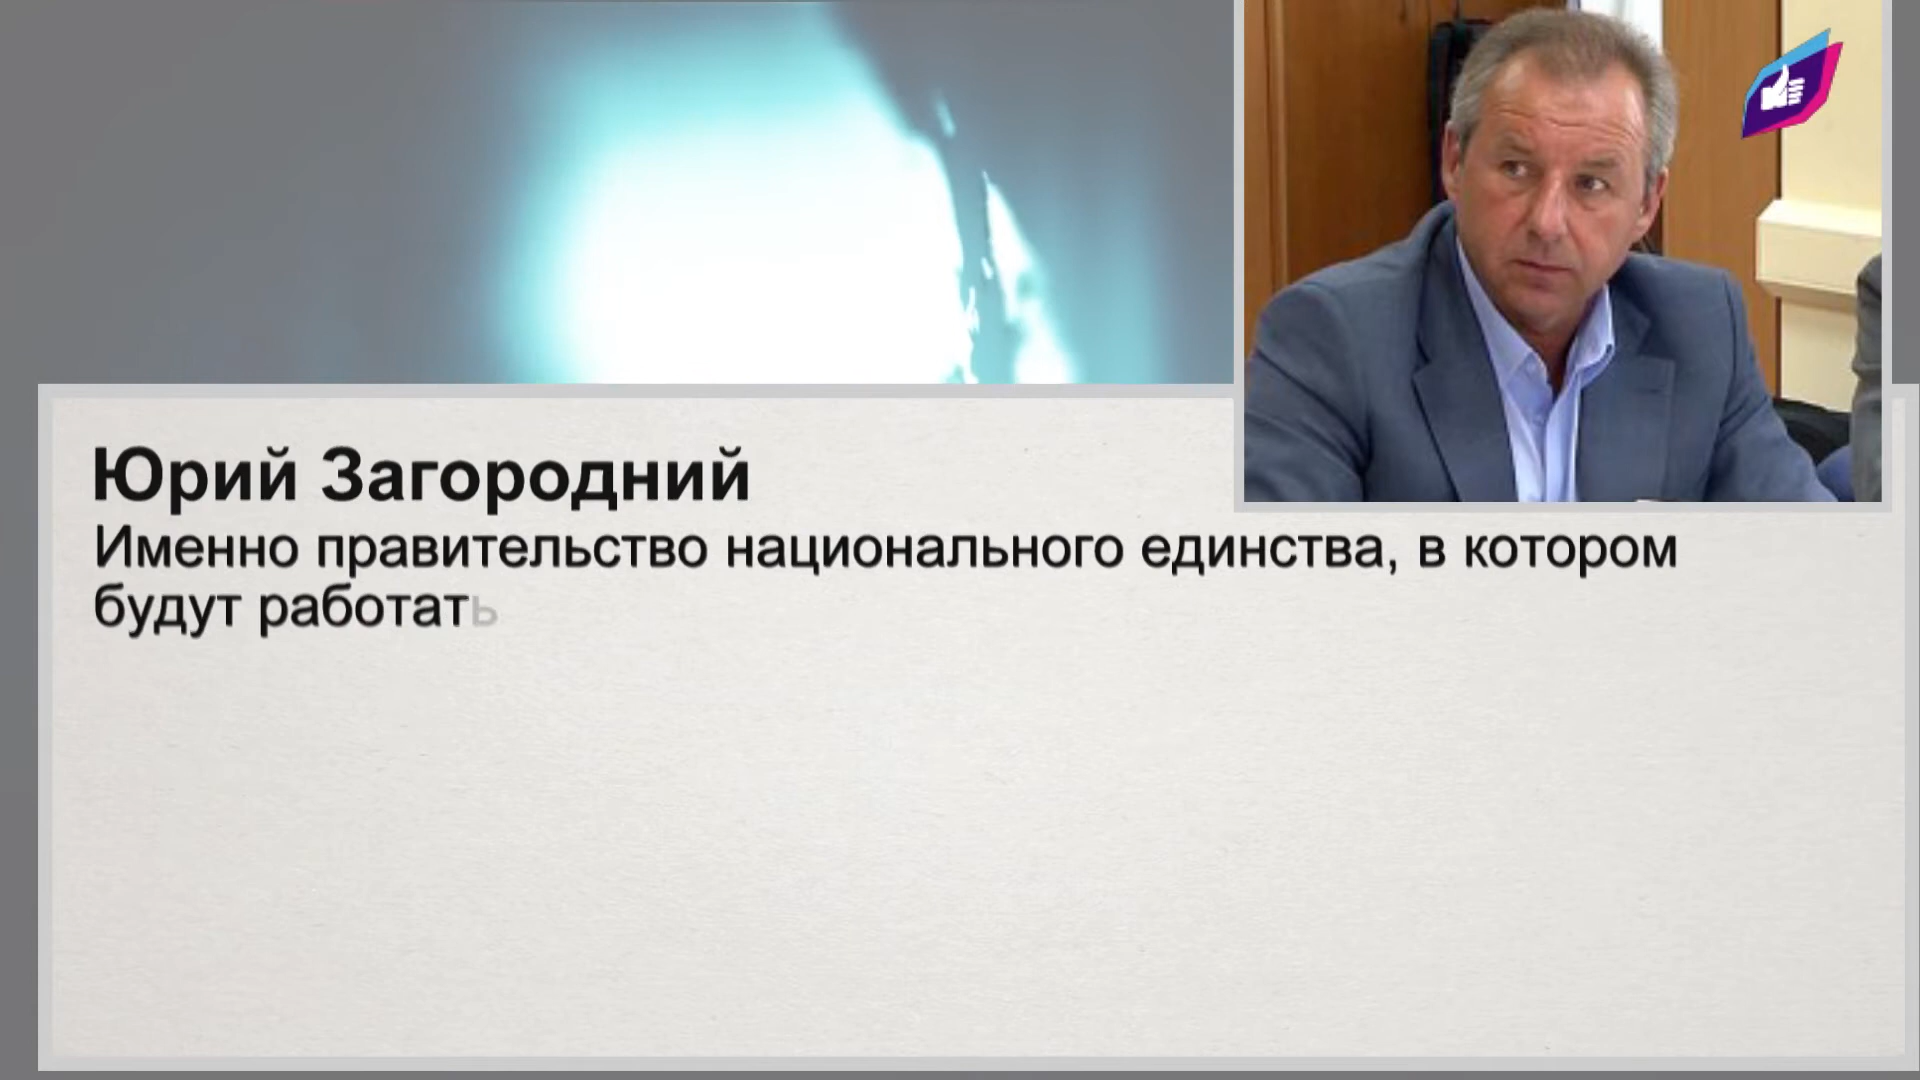 Юрий Загородний
Именно правительство национального единства, в котором
будут работать